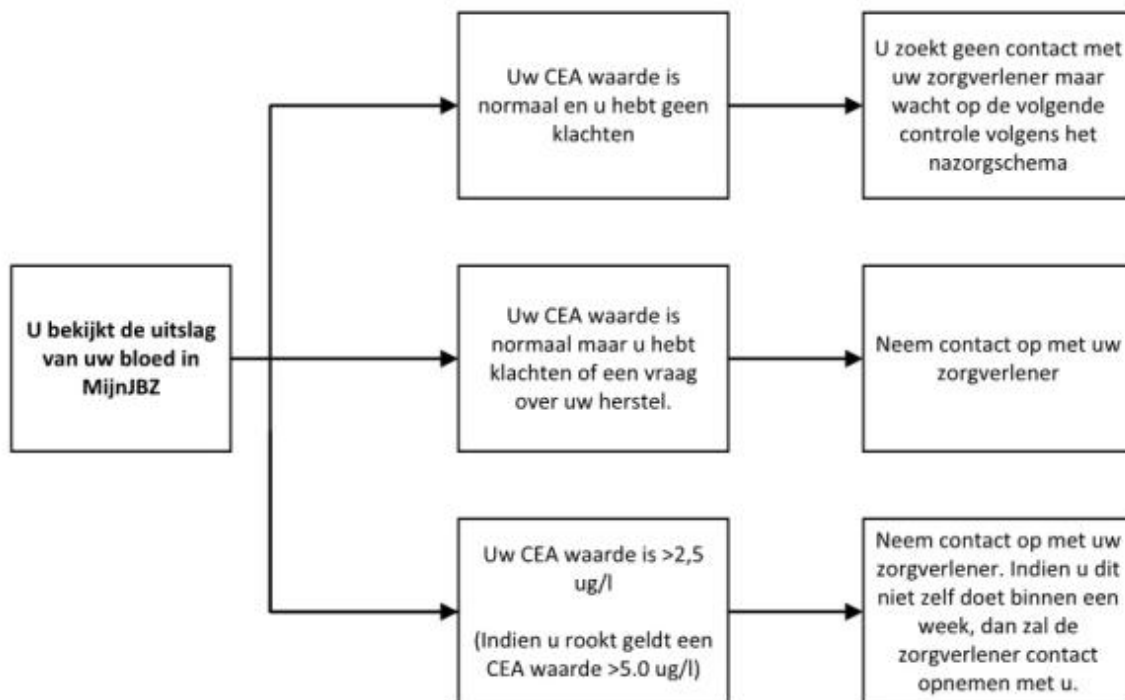 U bekijkt de uitslag
van uw bloed in
MijnJBZ
Uw CEA waarde is
normaal en u hebt geen
klachten
U zoekt geen contact met
uw zorgverlener maar
wacht op de volgende
controle volgens het
nazorgschema
Uw CEA waarde is
normaal maar u hebt
klachten of een vraag
over uw herstel.
Neem contact op met uw
zorgverlener
Uw CEA waarde is >2,5
ug/l
(Indien u rookt geldt een
CEA waarde >5.0 ug/l)
Neem contact op met uw
zorgverlener. Indien u dit
niet zelf doet binnen een
week, dan zal de
zorgverlener contact
opnemen met u.